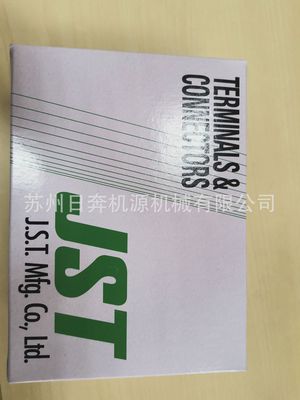 TERMINALS &
CONNECTORS
苏州日奔机源机械有限公司
JST
J.S.T. Mfg. Co., Ltd.